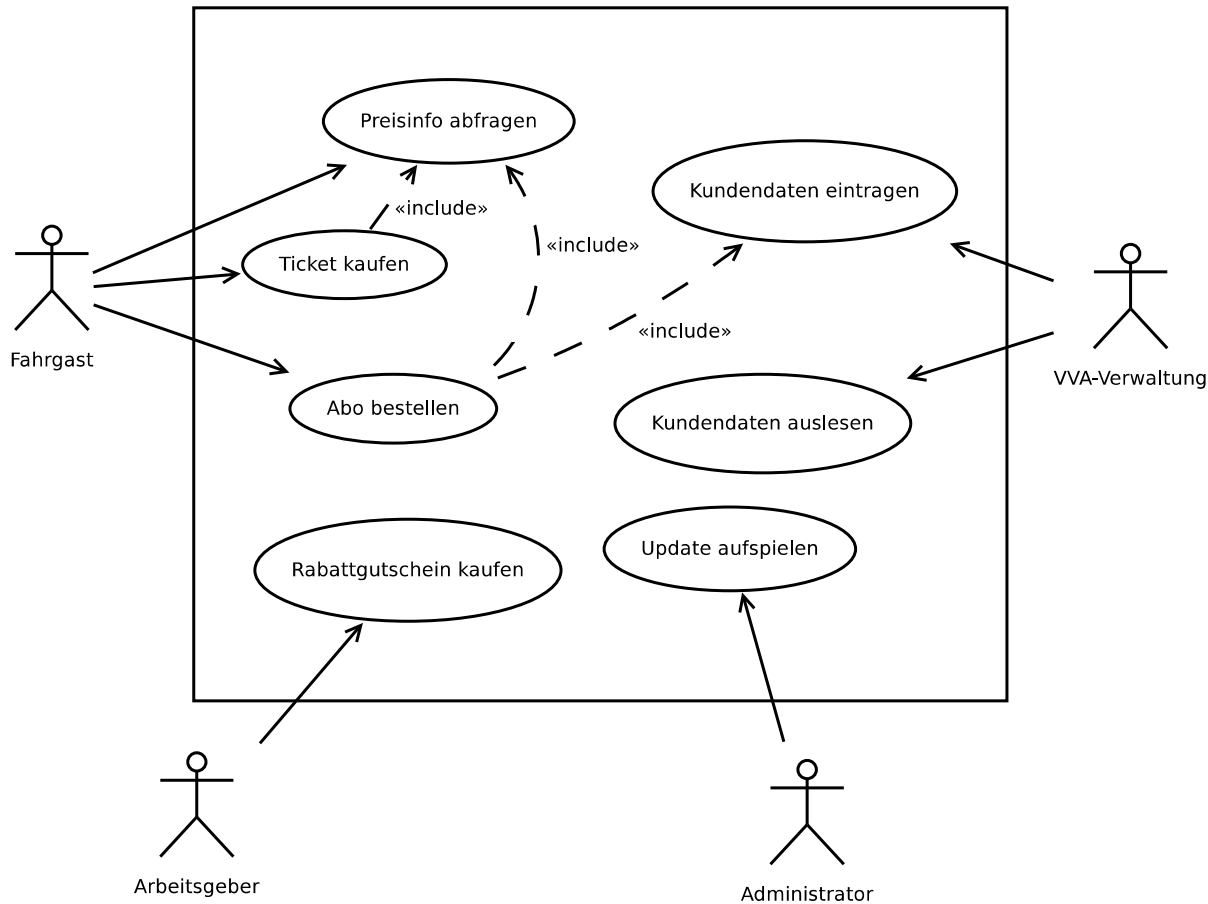 Preisinfo abfragen
Kundendaten eintragen
«include»
«include»
Ticket kaufen
«include»
Fahrgast
VVA-Verwaltung
Abo bestellen
Kundendaten auslesen
Update aufspielen
Rabattgutschein kaufen
Arbeitsgeber
Administrator